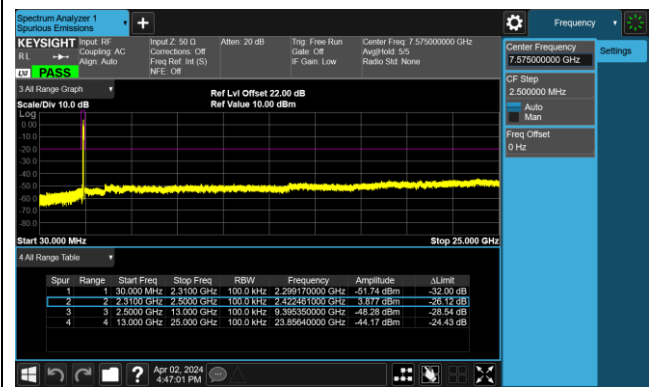 Spectrum Analyzer 1
Spurious Emissions
+
Frequency
KEYSIGHT Input: RF Input Z: 50 Ω Atten: 20 dB Trig: Free Run Center Freq: 7.575000000 GHz
RL Coupling: AC Corrections: Off Gate: Off Avg|Hold: 5/5
Align: Auto Freq Ref: Int (S) IF Gain: Low Radio Std: None
LXI PASS NFE: Off
Center Frequency
7.575000000 GHz
Settings
CF Step
2.500000 MHz
Auto
Man
Freq Offset
0 Hz
3 All Range Graph
Ref Lvl Offset 22.00 dB
Scale/Div 10.0 dB Ref Value 10.00 dBm
Log
0.00
-10.0
-20.0
-30.0
-40.0
-50.0
-60.0
-70.0
-80.0
Start 30.000 MHz Stop 25.000 GHz
4 All Range Table
Spur Range Start Freq Stop Freq RBW Frequency Amplitude ΔLimit
1 1 30.000 MHz 2.3100 GHz 100.0 kHz 2.299170000 GHz -51.74 dBm -32.00 dB
2 2 2.3100 GHz 2.5000 GHz 100.0 kHz 2.422461000 GHz 3.877 dBm -26.12 dB
3 3 2.5000 GHz 13.000 GHz 100.0 kHz 9.395350000 GHz -48.28 dBm -28.54 dB
4 4 13.000 GHz 25.000 GHz 100.0 kHz 23.85640000 GHz -44.17 dBm -24.43 dB
? Apr 02, 2024
4:47:01 PM